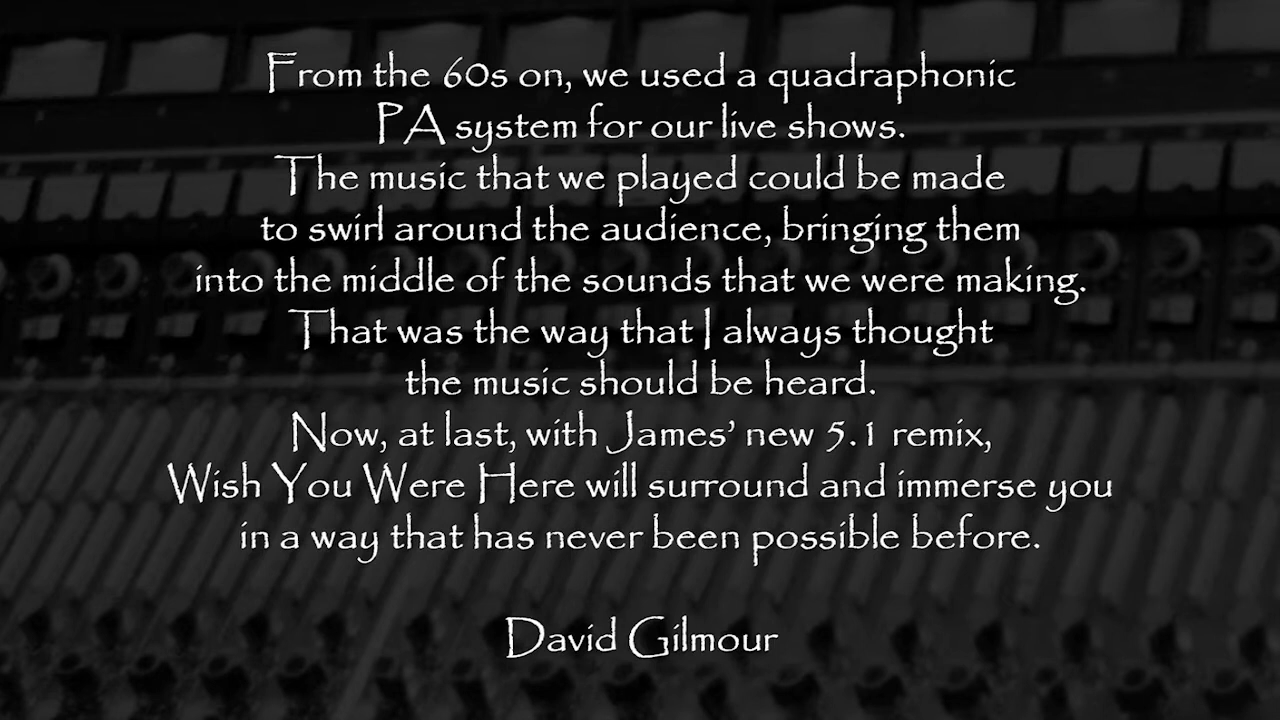 From the 60s on, we used a quadraphonic
PA system for our live shows.
The music that we played could be made
to swirl around the audience, bringing them
into the middle of the sounds that we were making.
That was the way that I always thought
the music should be heard.
Now, at last, with James’ new 5.1 remix,
Wish You Were Here will surround and immerse you
in a way that has never been possible before.
David Gilmour